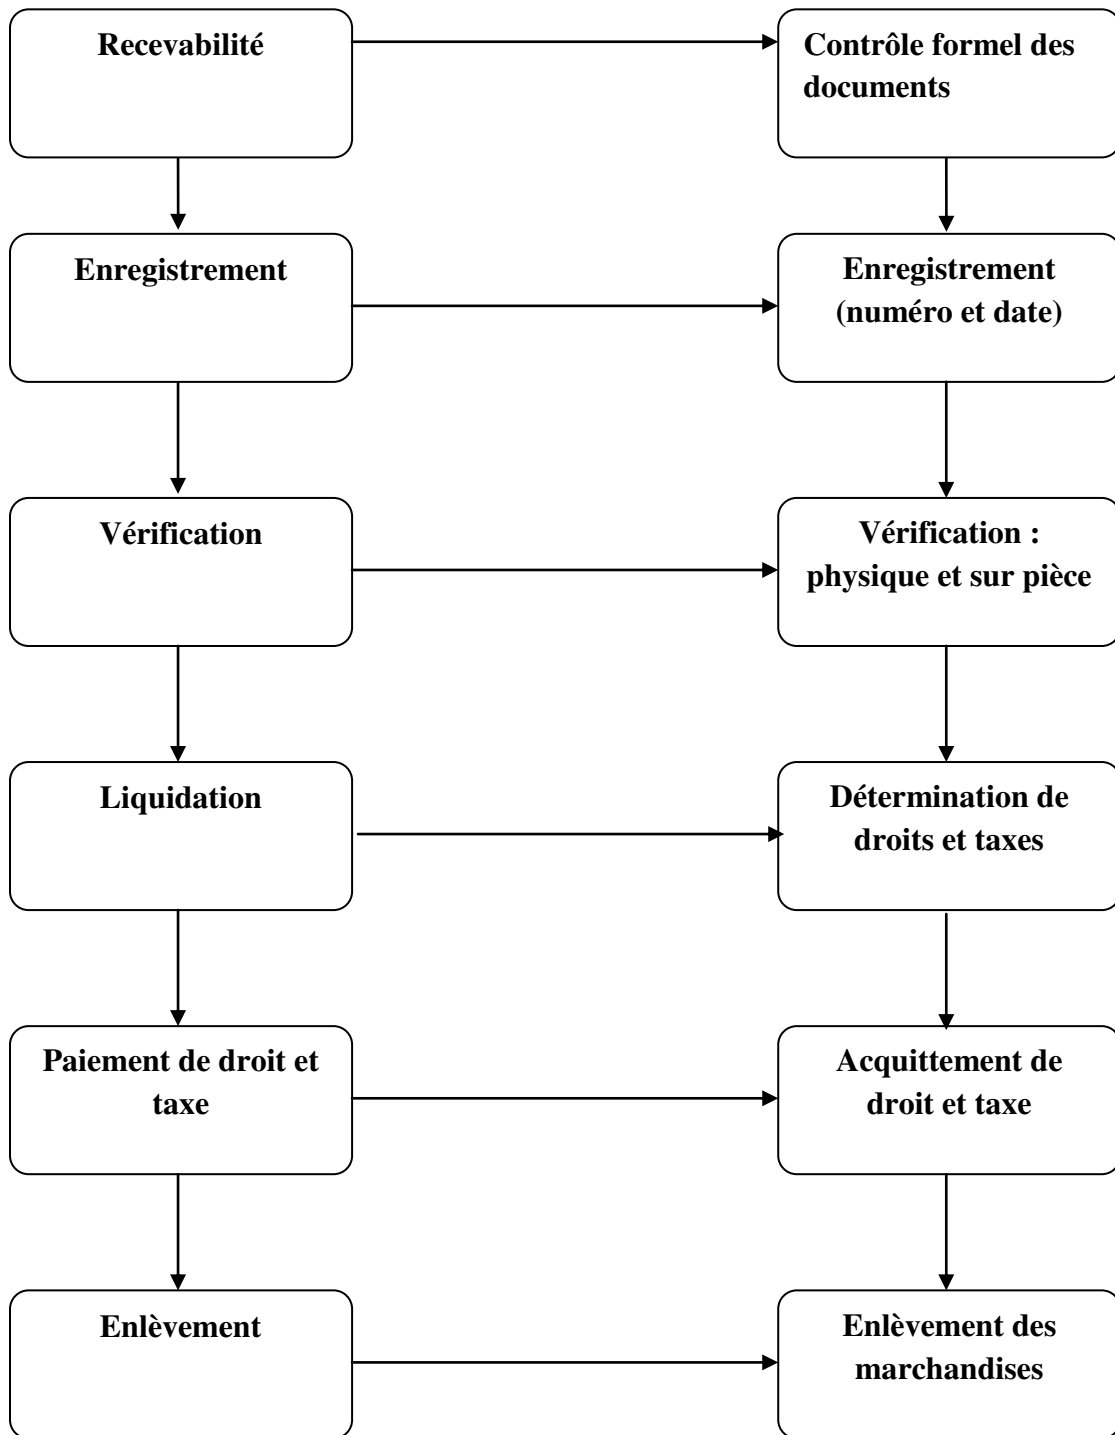 Recevabilité
Contrôle formel des
documents
Enregistrement
Enregistrement
(numéro et date)
Vérification
Vérification :
physique et sur pièce
Liquidation
Détermination de
droits et taxes
Paiement de droit et
taxe
Acquittement de
droit et taxe
Enlèvement
Enlèvement des
marchandises